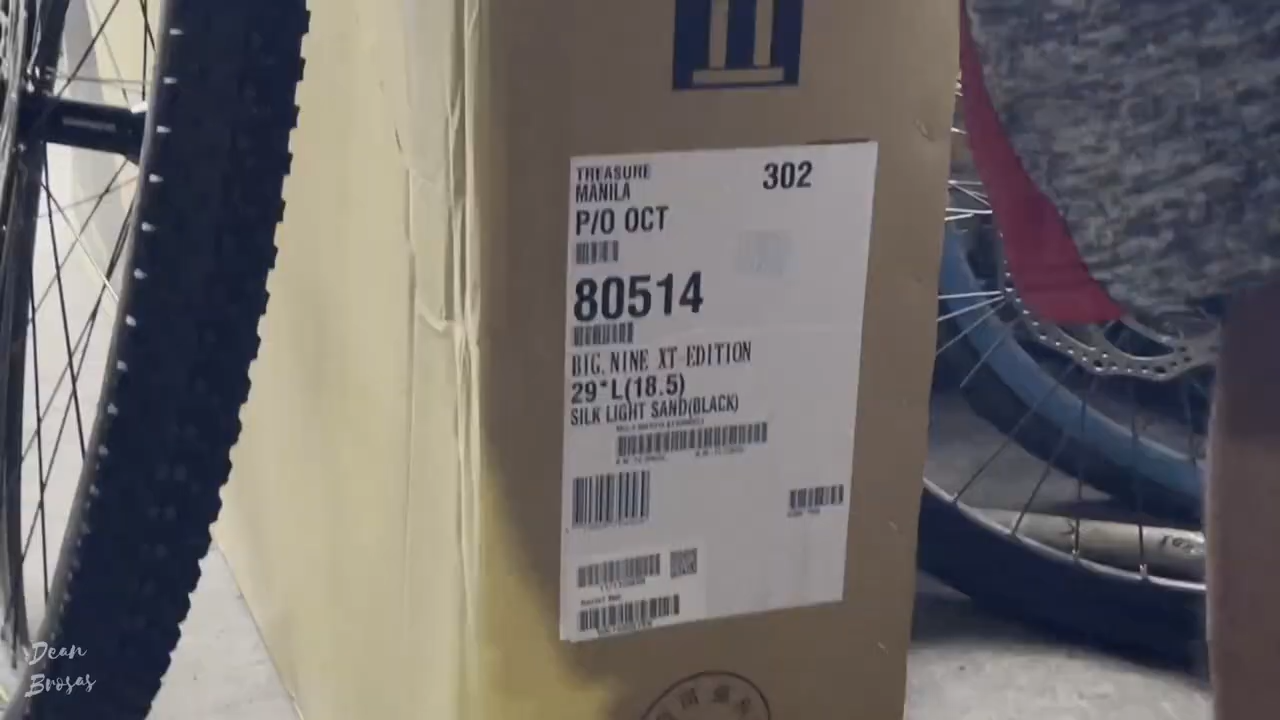 TREASURE
MANILA
302
P/O OCT
80514
BIG. NINE XT-EDITION
29*L(18.5)
SILK LIGHT SAND(BLACK)
Dean
Brosas